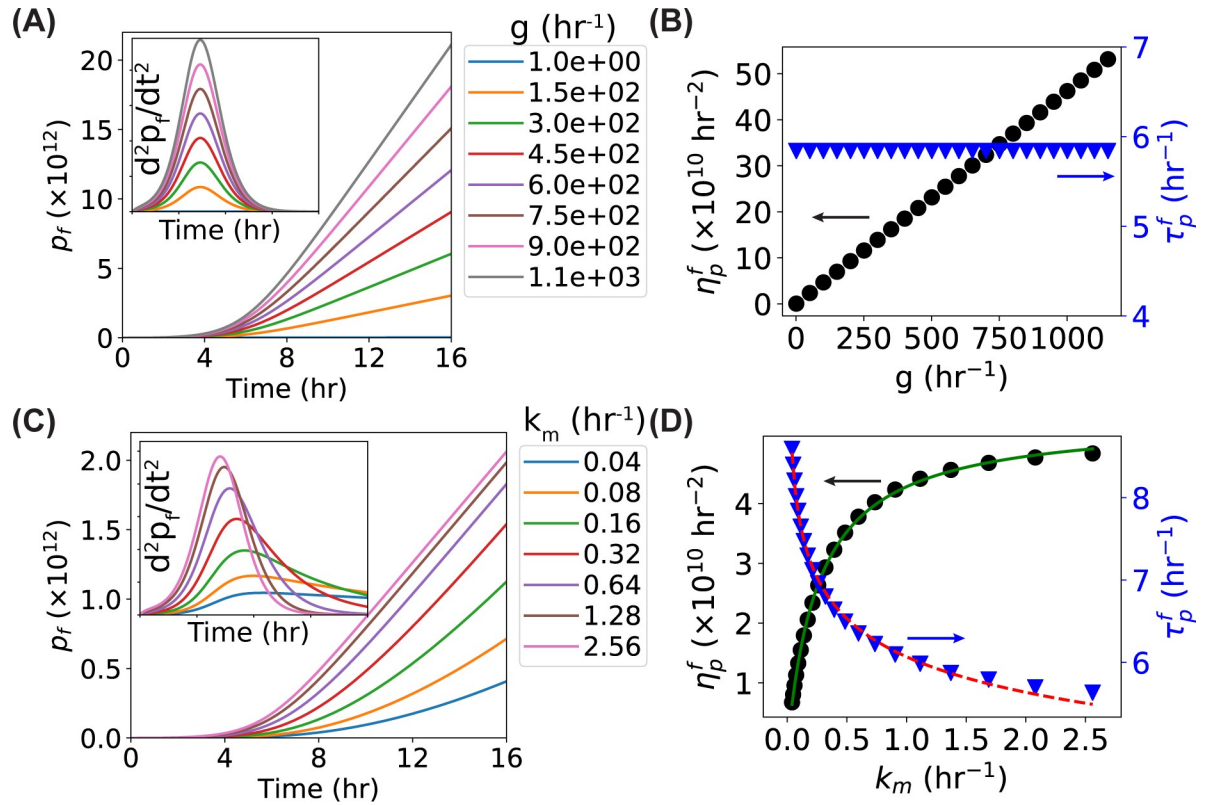 (A)
p_f (×10^12)
20
15
10
5
0
0 4 8 12 16
Time (hr)
d²p_f/dt²
Time (hr)
g (hr⁻¹)
1.0e+00
1.5e+02
3.0e+02
4.5e+02
6.0e+02
7.5e+02
9.0e+02
1.1e+03
(B)
η_p^f (×10^10 hr⁻²)
50
40
30
20
10
0
0 250 500 750 1000
g (hr⁻¹)
7
6
5
4
τ_p^f (hr⁻¹)
(C)
p_f (×10^12)
2.0
1.5
1.0
0.5
0.0
0 4 8 12 16
Time (hr)
d²p_f/dt²
Time (hr)
k_m (hr⁻¹)
0.04
0.08
0.16
0.32
0.64
1.28
2.56
(D)
η_p^f (×10^10 hr⁻²)
4
3
2
1
0.0 0.5 1.0 1.5 2.0 2.5
k_m (hr⁻¹)
8
7
6
τ_p^f (hr⁻¹)